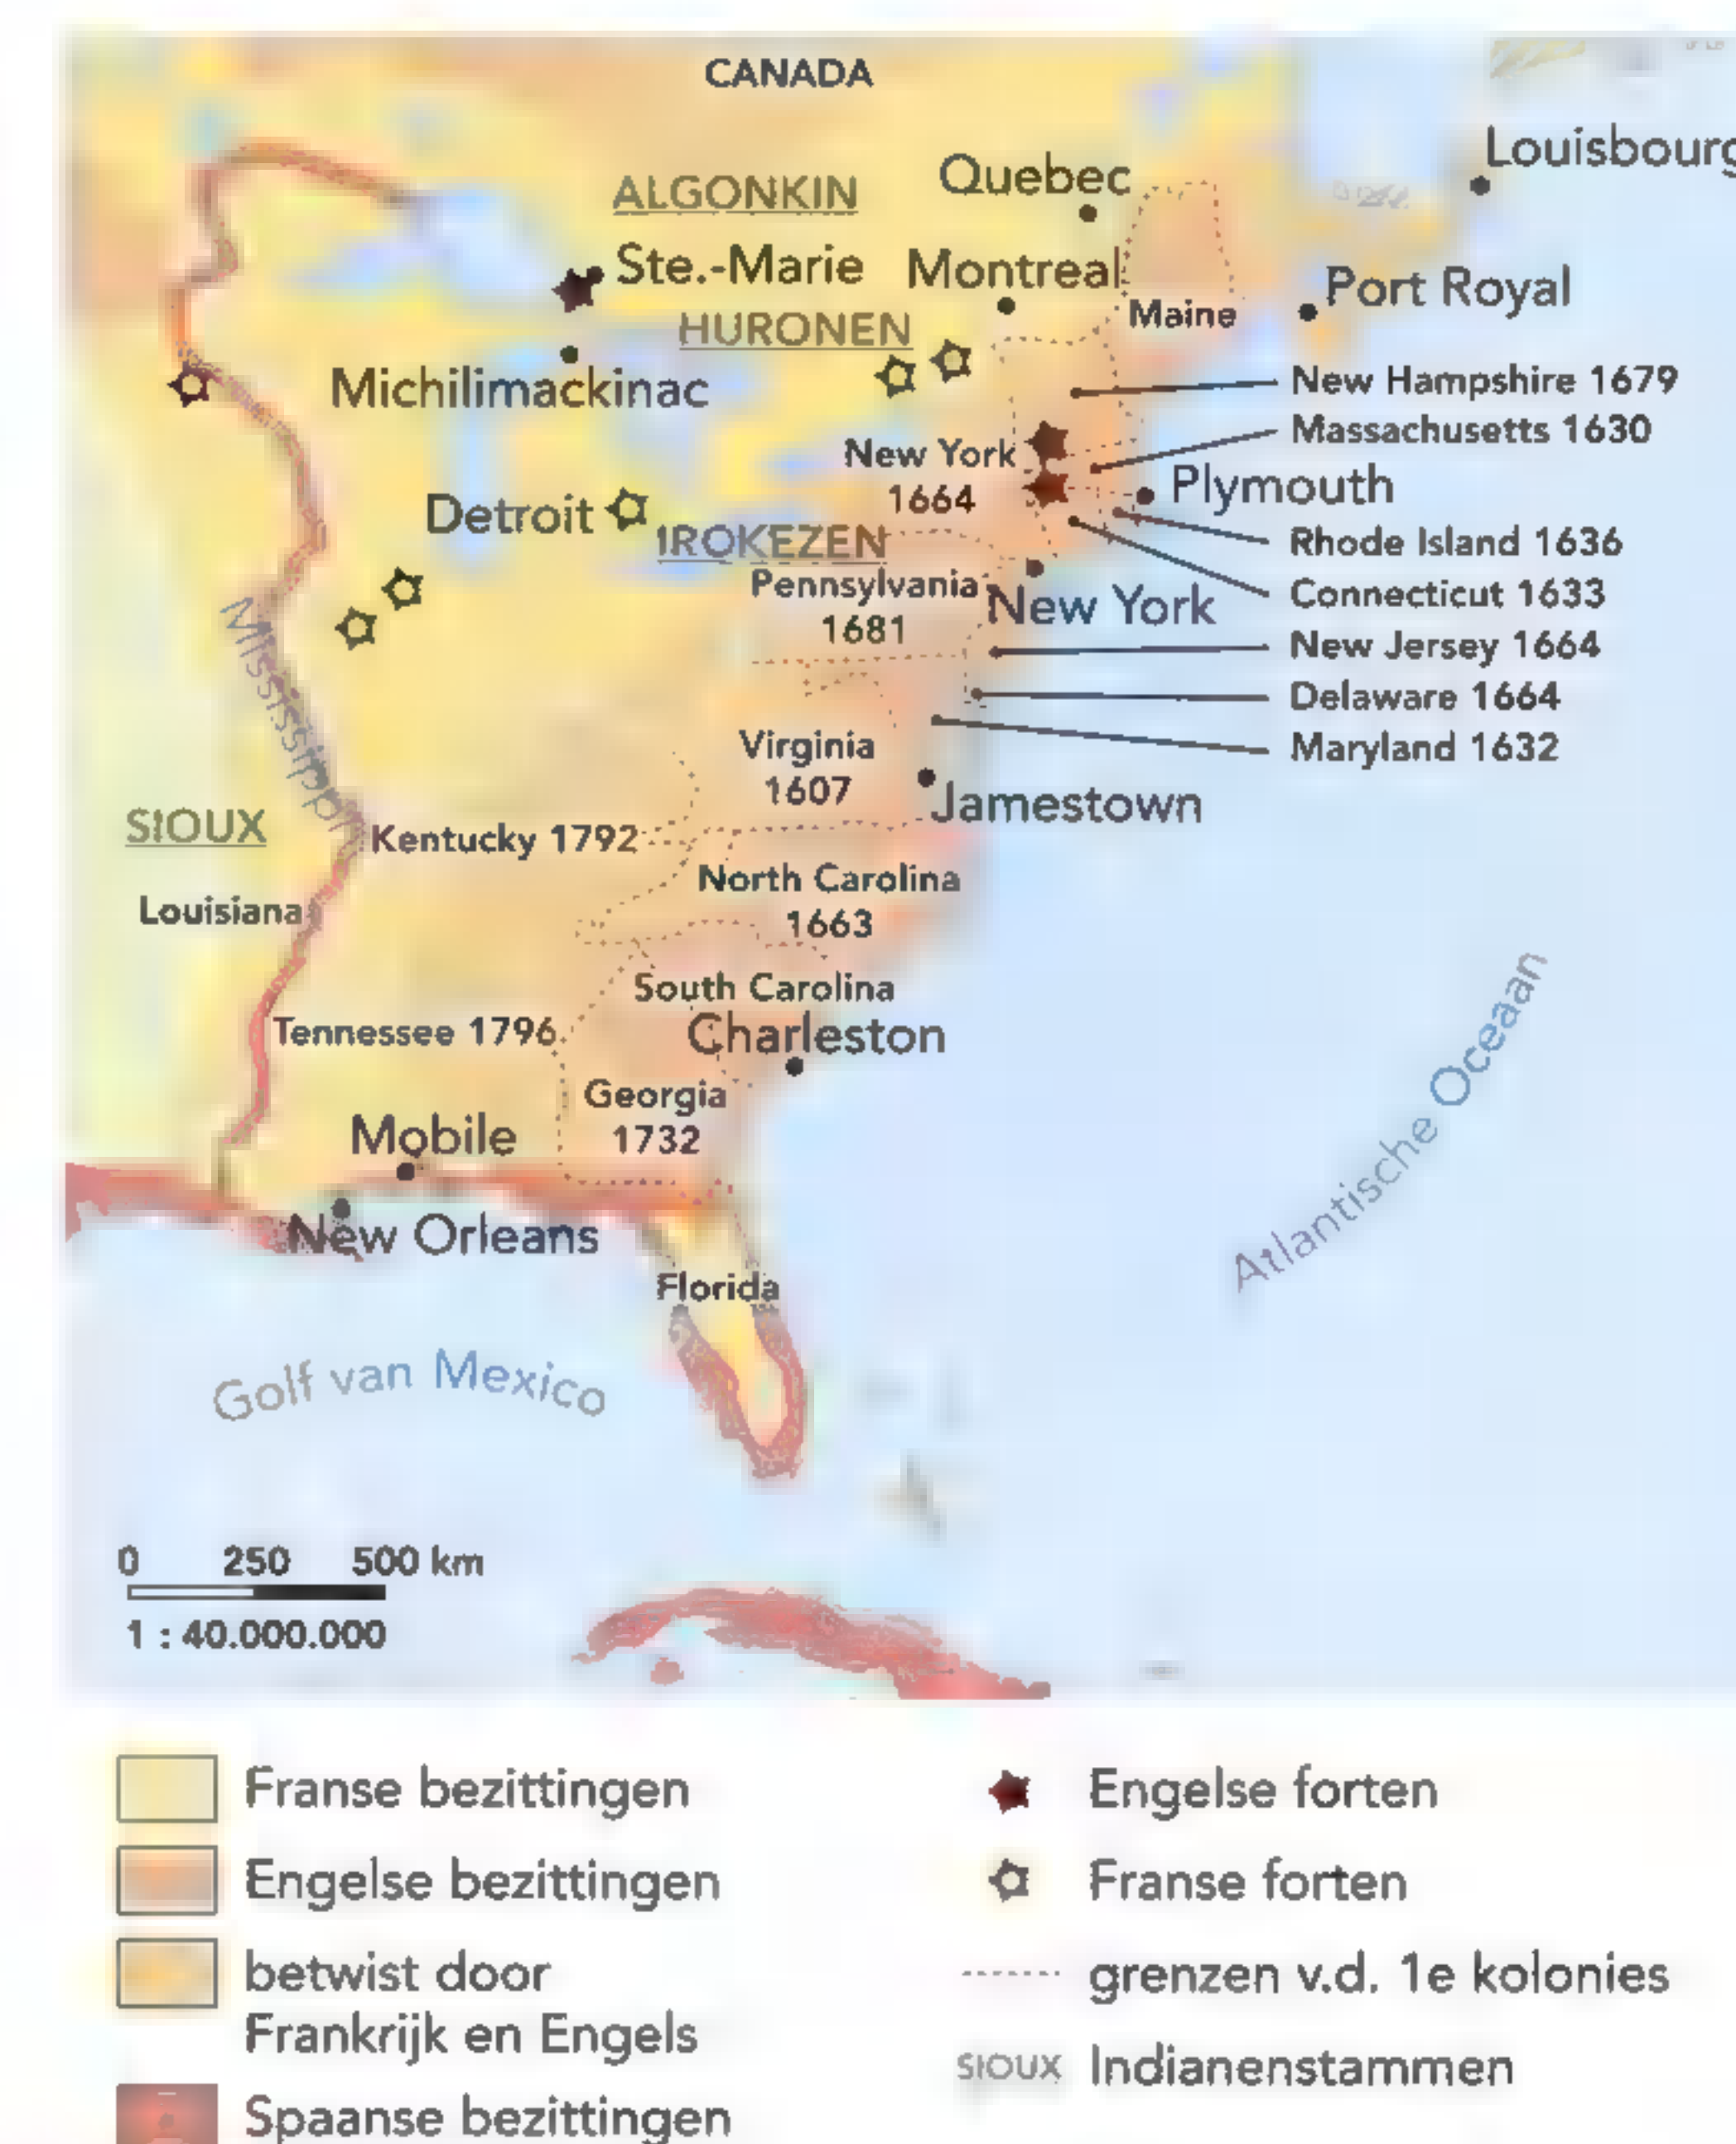 CANADA
Louisbourg
Quebec
ALGONKIN
Ste.-Marie
Montreal
Port Royal
Maine
HURONEN
Michilimackinac
New Hampshire 1679
Massachusetts 1630
New York
1664
Plymouth
Detroit
IROKEZEN
Rhode Island 1636
Pennsylvania
1681
Connecticut 1633
New York
New Jersey 1664
Delaware 1664
Mississippi
Virginia
1607
Maryland 1632
Jamestown
SIOUX
Kentucky 1792
North Carolina
1663
Louisiana
South Carolina
Tennessee 1796
Charleston
Georgia
1732
Mobile
New Orleans
Florida
Atlantische Oceaan
Golf van Mexico
0 250 500 km
1 : 40.000.000
Franse bezittingen
Engelse bezittingen
betwist door
Frankrijk en Engels
Spaanse bezittingen
Engelse forten
Franse forten
grenzen v.d. 1e kolonies
SIOUX Indianenstammen